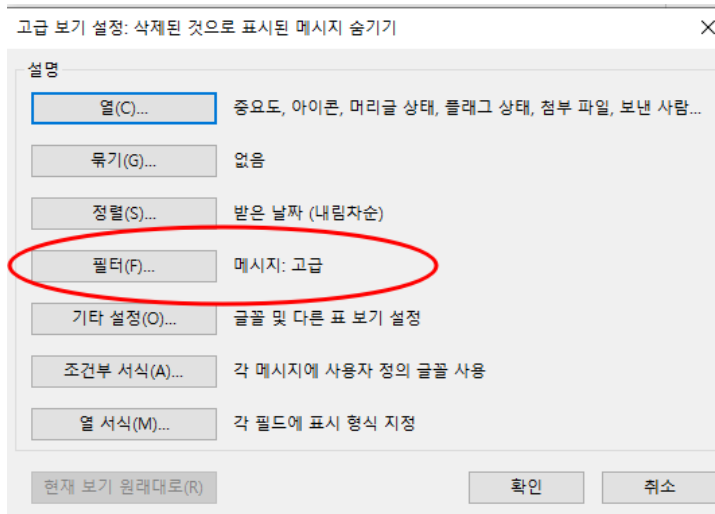 고급 보기 설정: 삭제된 것으로 표시된 메시지 숨기기
설명
열(C)... 중요도, 아이콘, 머리글 상태, 플래그 상태, 첨부 파일, 보낸 사람...
묶기(G)... 없음
정렬(S)... 받은 날짜 (내림차순)
필터(F)... 메시지: 고급
기타 설정(O)... 글꼴 및 다른 표 보기 설정
조건부 서식(A)... 각 메시지에 사용자 정의 글꼴 사용
열 서식(M)... 각 필드에 표시 형식 지정
현재 보기 원래대로(R) 확인 취소